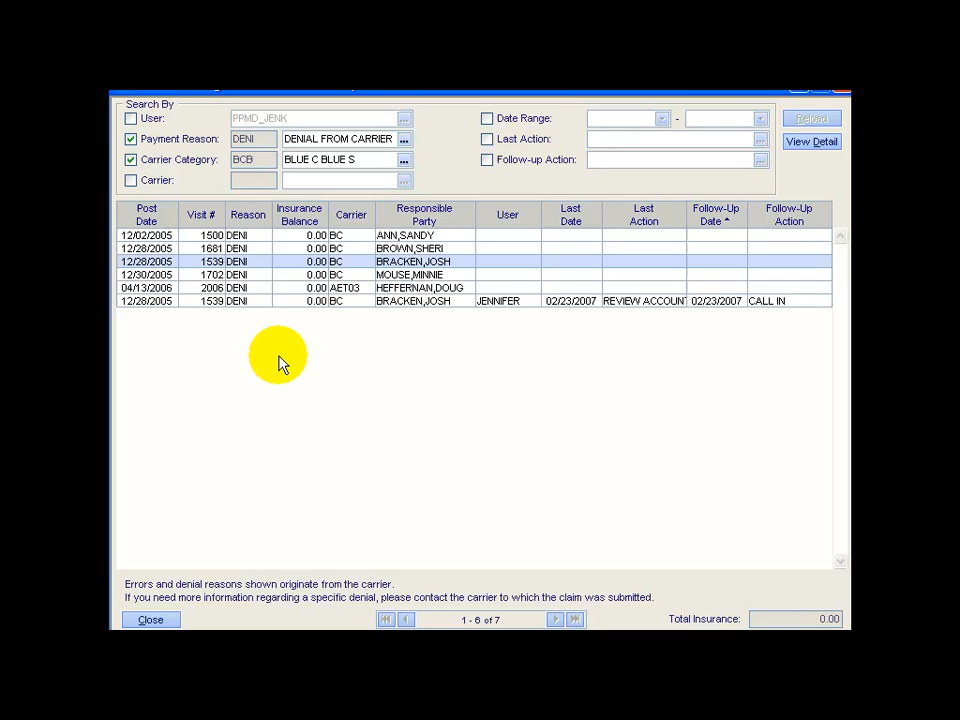 Search By
User: PPMD_JENK ... Date Range: - Reload
Payment Reason: DENI DENIAL FROM CARRIER ... Last Action: ... View Detail
Carrier Category: BCB BLUE C BLUE S ... Follow-up Action: ...
Carrier: ...
Post Date Visit # Reason Insurance Balance Carrier Responsible Party User Last Date Last Action Follow-Up Date Follow-Up Action
12/02/2005 1500 DENI 0.00 BC ANN,SANDY
12/28/2005 1681 DENI 0.00 BC BROWN,SHERI
12/28/2005 1539 DENI 0.00 BC BRACKEN,JOSH
12/30/2005 1702 DENI 0.00 BC MOUSE,MINNIE
04/13/2006 2006 DENI 0.00 AET03 HEFFERNAN,DOUG
12/28/2005 1539 DENI 0.00 BC BRACKEN,JOSH JENNIFER 02/23/2007 REVIEW ACCOUNT 02/23/2007 CALL IN
Errors and denial reasons shown originate from the carrier.
If you need more information regarding a specific denial, please contact the carrier to which the claim was submitted.
Close 1 - 6 of 7 Total Insurance: 0.00